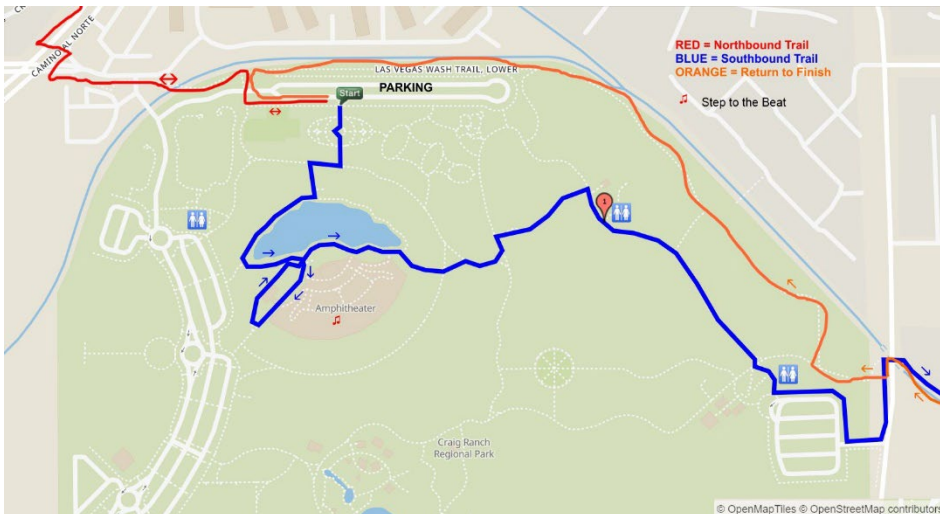 CAMINO AL NORTE
RED = Northbound Trail
BLUE = Southbound Trail
ORANGE = Return to Finish
Step to the Beat
LAS VEGAS WASH TRAIL, LOWER
PARKING
Start
1
Amphitheater
Craig Ranch
Regional Park
© OpenMapTiles © OpenStreetMap contributors